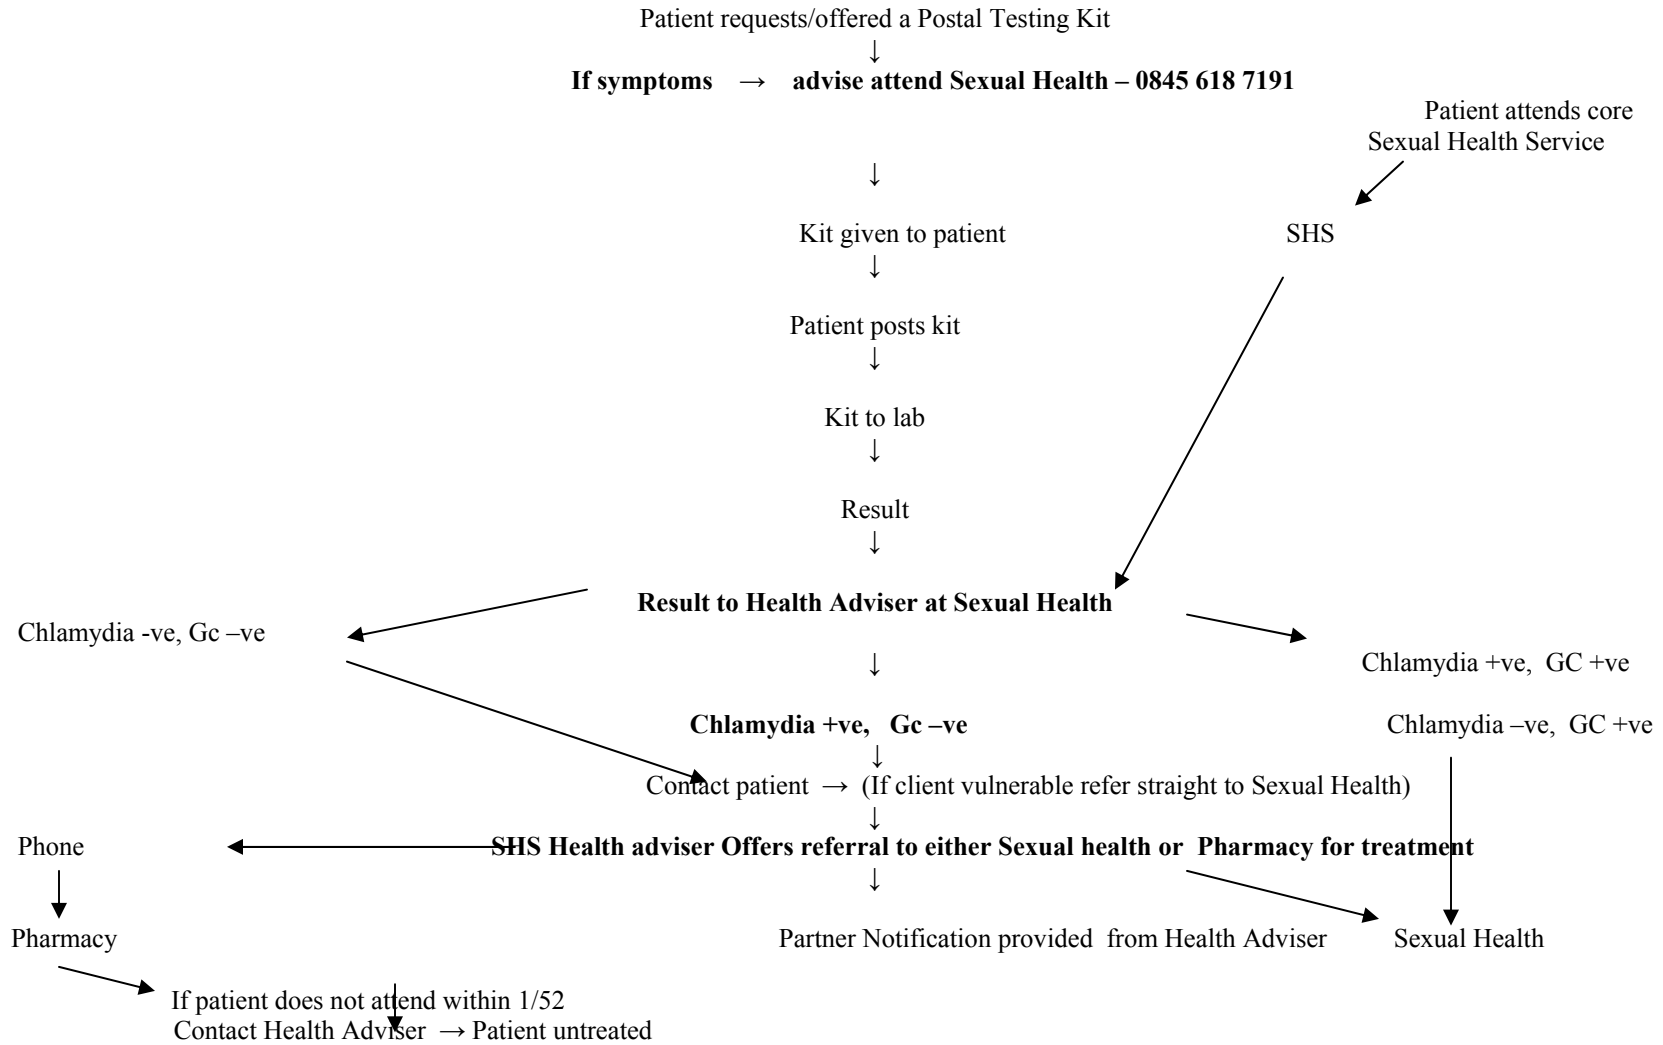 Patient requests/offered a Postal Testing Kit
↓
If symptoms → advise attend Sexual Health – 0845 618 7191
Patient attends core
Sexual Health Service
↓
Kit given to patient SHS
↓
Patient posts kit
↓
Kit to lab
↓
Result
↓
Result to Health Adviser at Sexual Health
Chlamydia -ve, Gc –ve
↓
Chlamydia +ve, GC +ve
Chlamydia +ve, Gc –ve Chlamydia –ve, GC +ve
↓
Contact patient → (If client vulnerable refer straight to Sexual Health)
↓
Phone SHS Health adviser Offers referral to either Sexual health or Pharmacy for treatment
↓
Pharmacy Partner Notification provided from Health Adviser Sexual Health
If patient does not attend within 1/52
Contact Health Adviser → Patient untreated